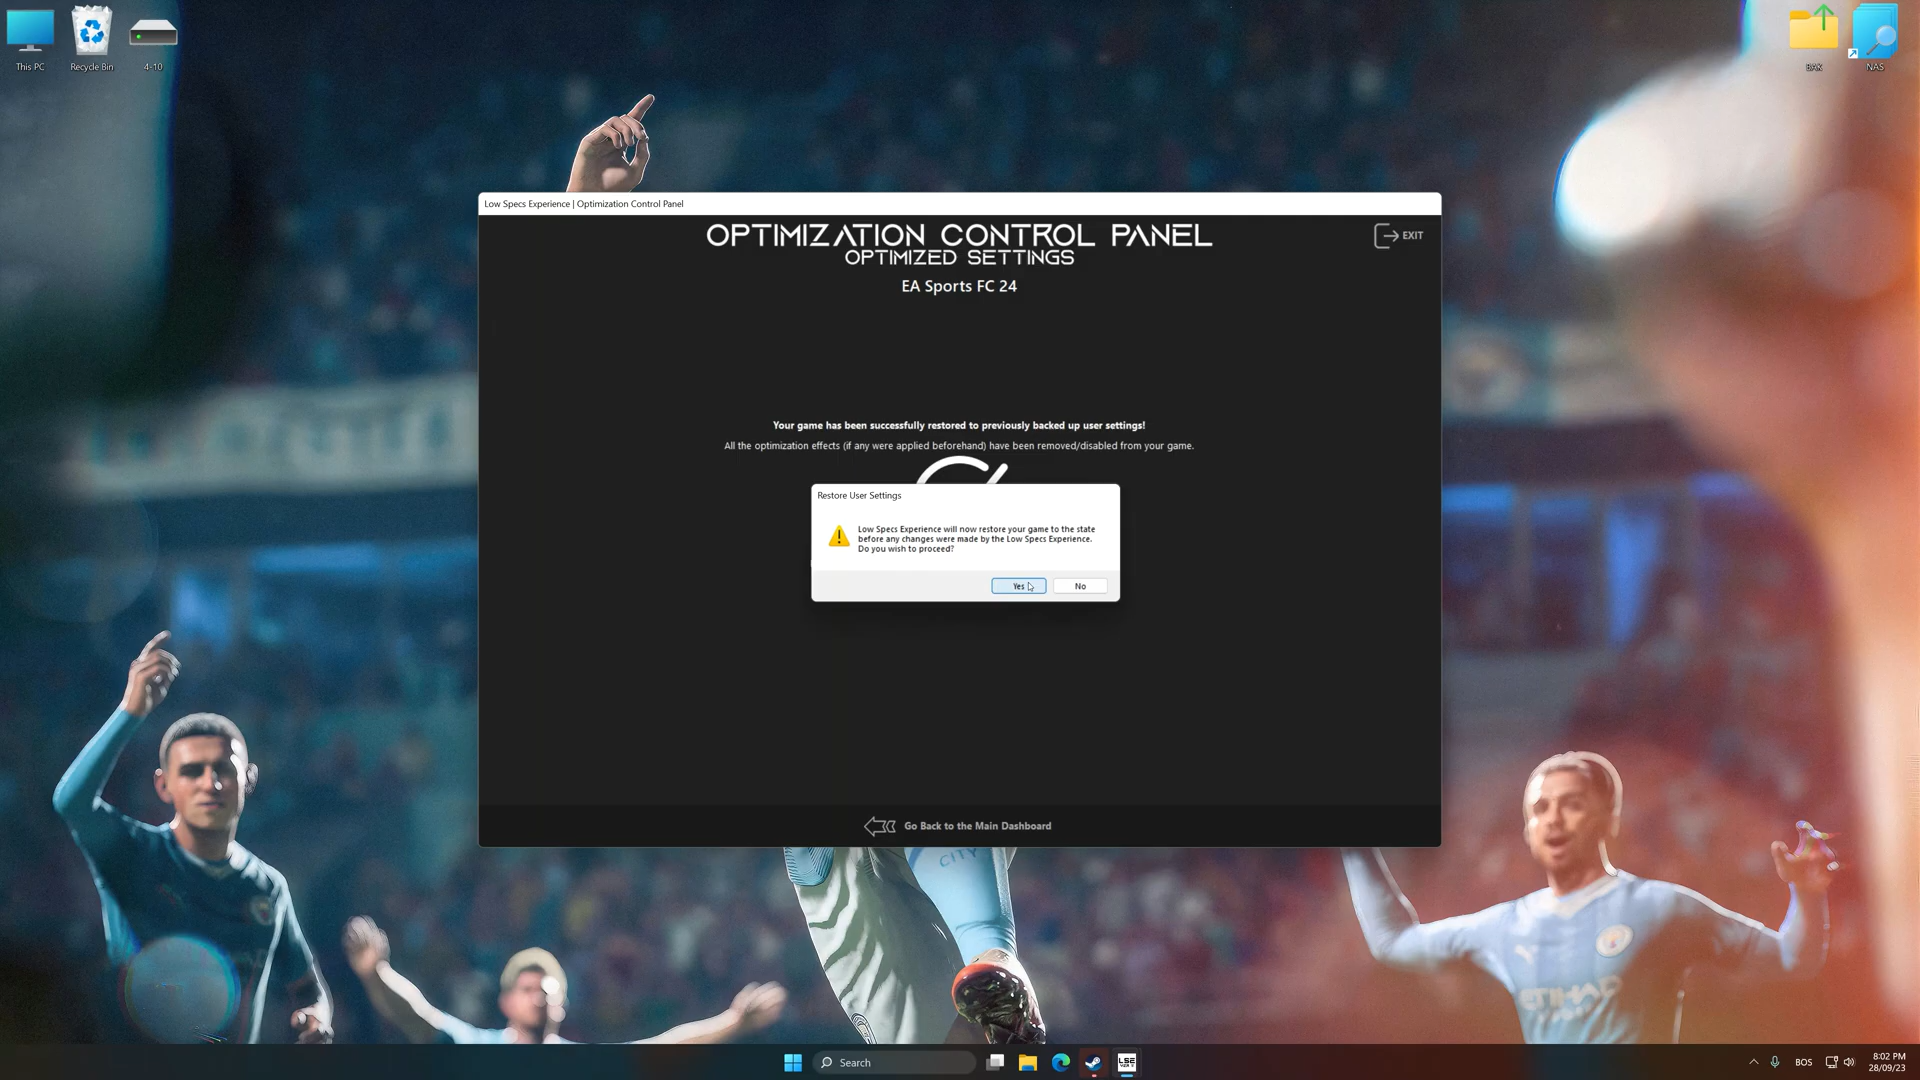 This PC
Recycle Bin
4-10
BAK
NAS
Low Specs Experience | Optimization Control Panel
OPTIMIZATION CONTROL PANEL
OPTIMIZED SETTINGS
EXIT
EA Sports FC 24
Your game has been successfully restored to previously backed up user settings!
All the optimization effects (if any were applied beforehand) have been removed/disabled from your game.
Restore User Settings
Low Specs Experience will now restore your game to the state
before any changes were made by the Low Specs Experience.
Do you wish to proceed?
Yes
No
Go Back to the Main Dashboard
CITY
ETIHAD
Search
LSE
BOS
8:02 PM
28/09/23